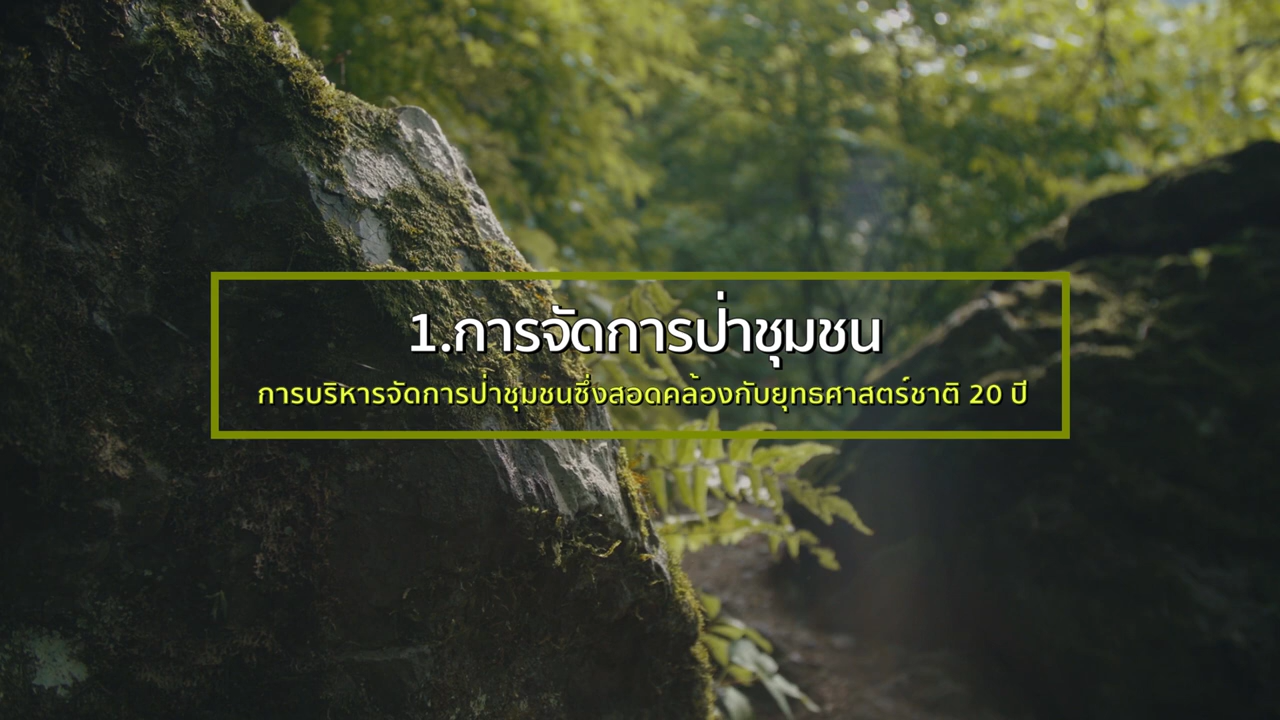 1.การจัดการป่าชุมชน
การบริหารจัดการป่าชุมชนซึ่งสอดคล้องกับยุทธศาสตร์ชาติ 20 ปี